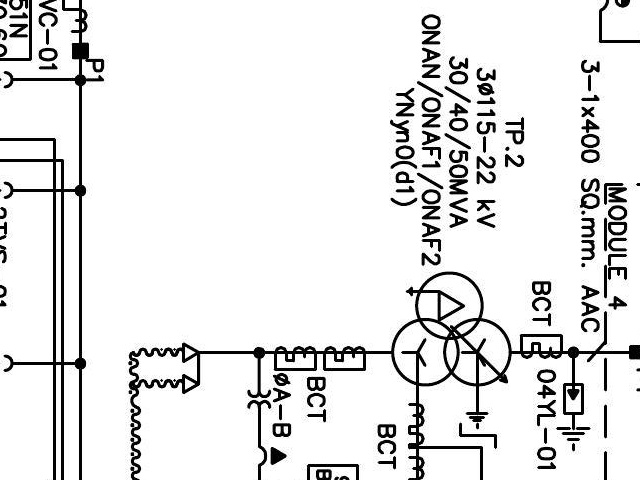 MODULE 4
3-1x400 SQ.mm. AAC
TP.2
3ø115-22 kV
30/40/50MVA
ONAN/ONAF1/ONAF2
YNyn0(d1)
BCT
04YL-01
BCT
øA-B
BCT
P1
VC-01
51N